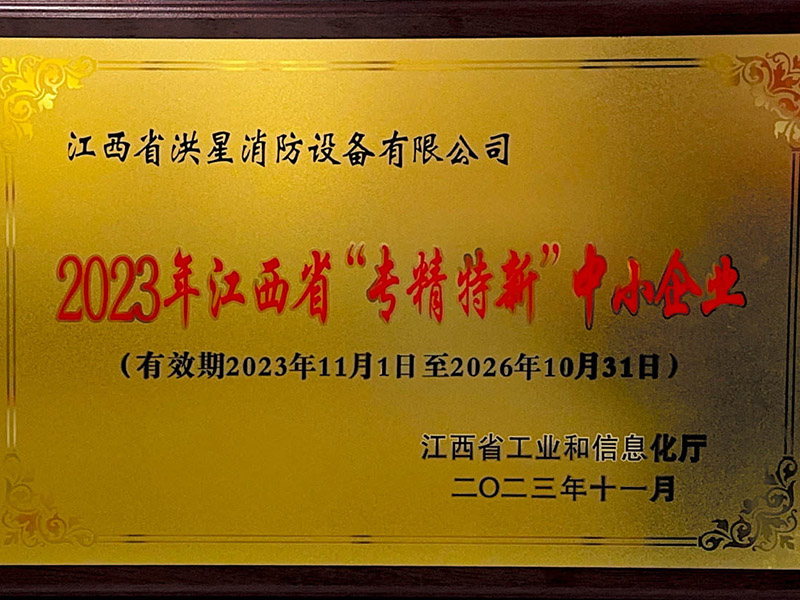 江西省洪星消防设备有限公司
2023年江西省“专精特新”中小企业
（有效期2023年11月1日至2026年10月31日）
江西省工业和信息化厅
二〇二三年十一月